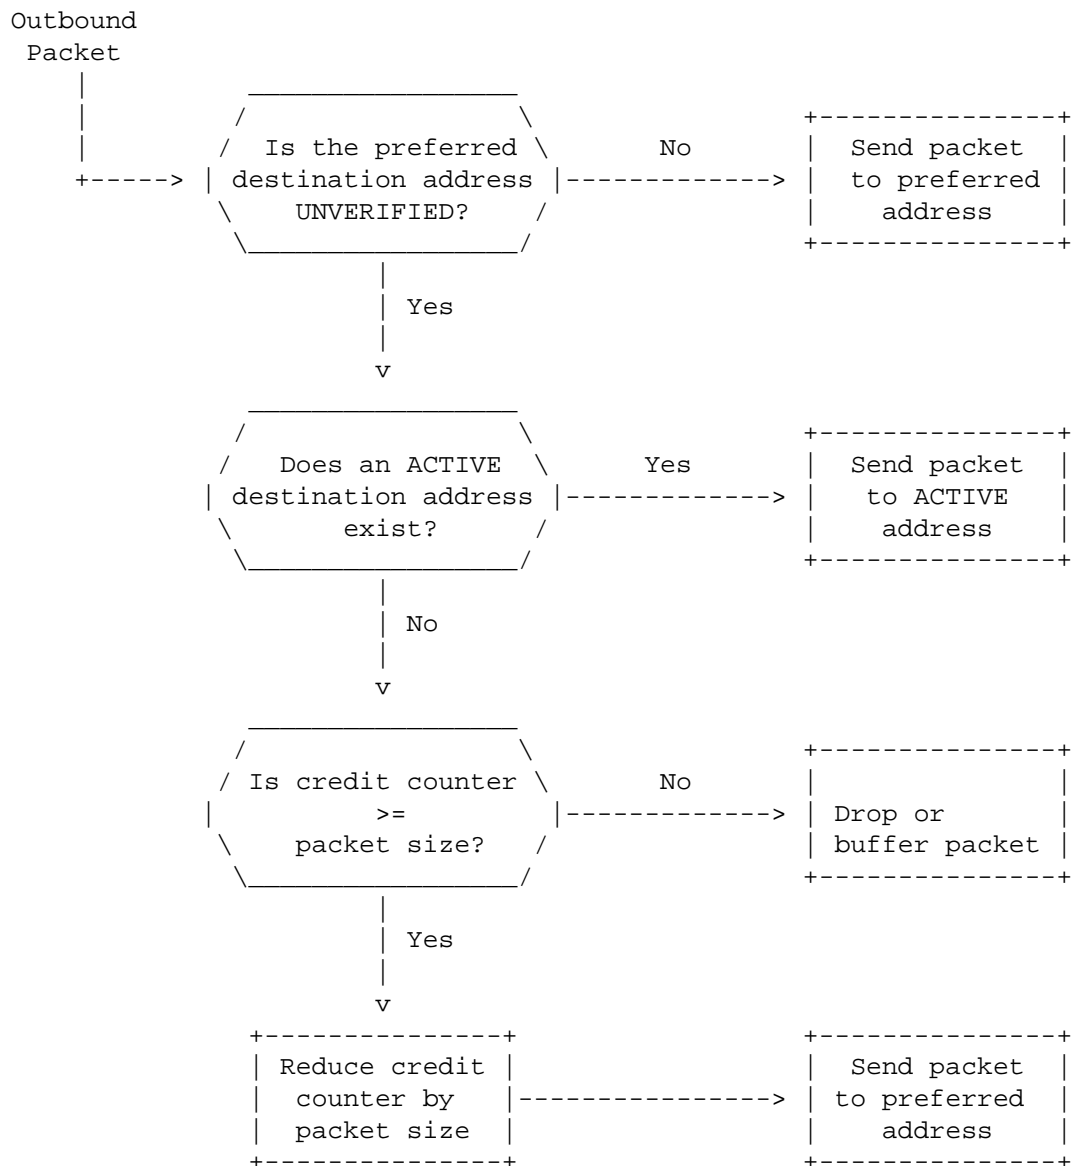 Outbound
Packet
Is the preferred
destination address
UNVERIFIED?
No
Send packet
to preferred
address
Yes
v
Does an ACTIVE
destination address
exist?
Yes
Send packet
to ACTIVE
address
No
v
Is credit counter
>=
packet size?
No
Drop or
buffer packet
Yes
v
Reduce credit
counter by
packet size
Send packet
to preferred
address